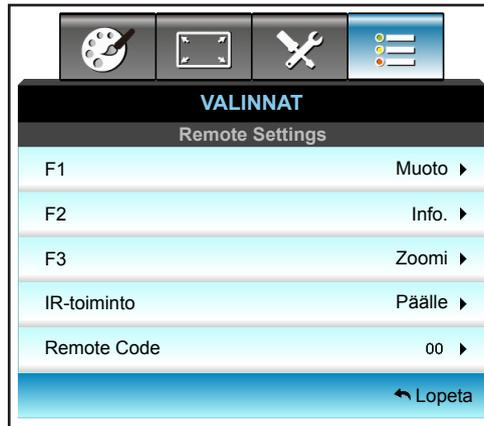 VALINNAT
Remote Settings
F1 Muoto
F2 Info.
F3 Zoomi
IR-toiminto Päälle
Remote Code 00
Lopeta